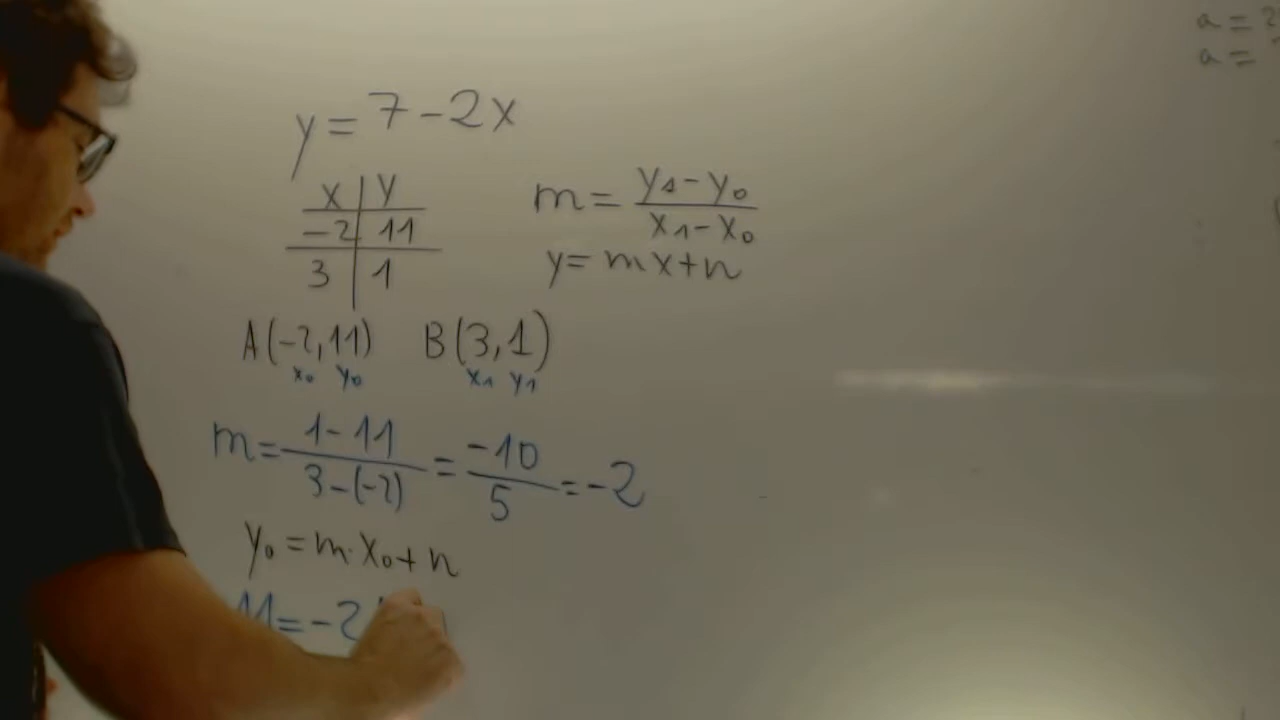 a = 2
a =
y = 7 - 2x
x | y
-2 | 11
3 | 1
m = (y₁ - y₀) / (x₁ - x₀)
y = mx + n
A(-2, 11) B(3, 1)
x₀ y₀ x₁ y₁
m = (1 - 11) / (3 - (-2)) = -10 / 5 = -2
y₀ = m · x₀ + n
11 = -2